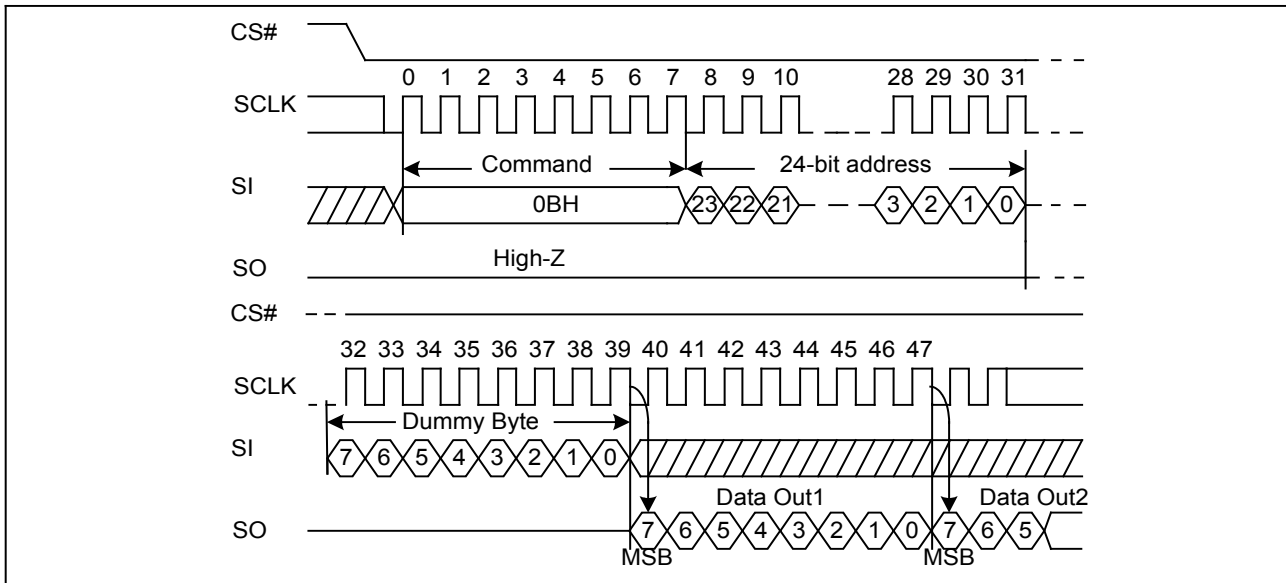 CS#
0 1 2 3 4 5 6 7 8 9 10 28 29 30 31
SCLK
Command 24-bit address
SI
0BH 23 22 21 3 2 1 0
High-Z
SO
CS#
32 33 34 35 36 37 38 39 40 41 42 43 44 45 46 47
SCLK
Dummy Byte
SI
7 6 5 4 3 2 1 0
Data Out1 Data Out2
SO 7 6 5 4 3 2 1 0 7 6 5
MSB MSB